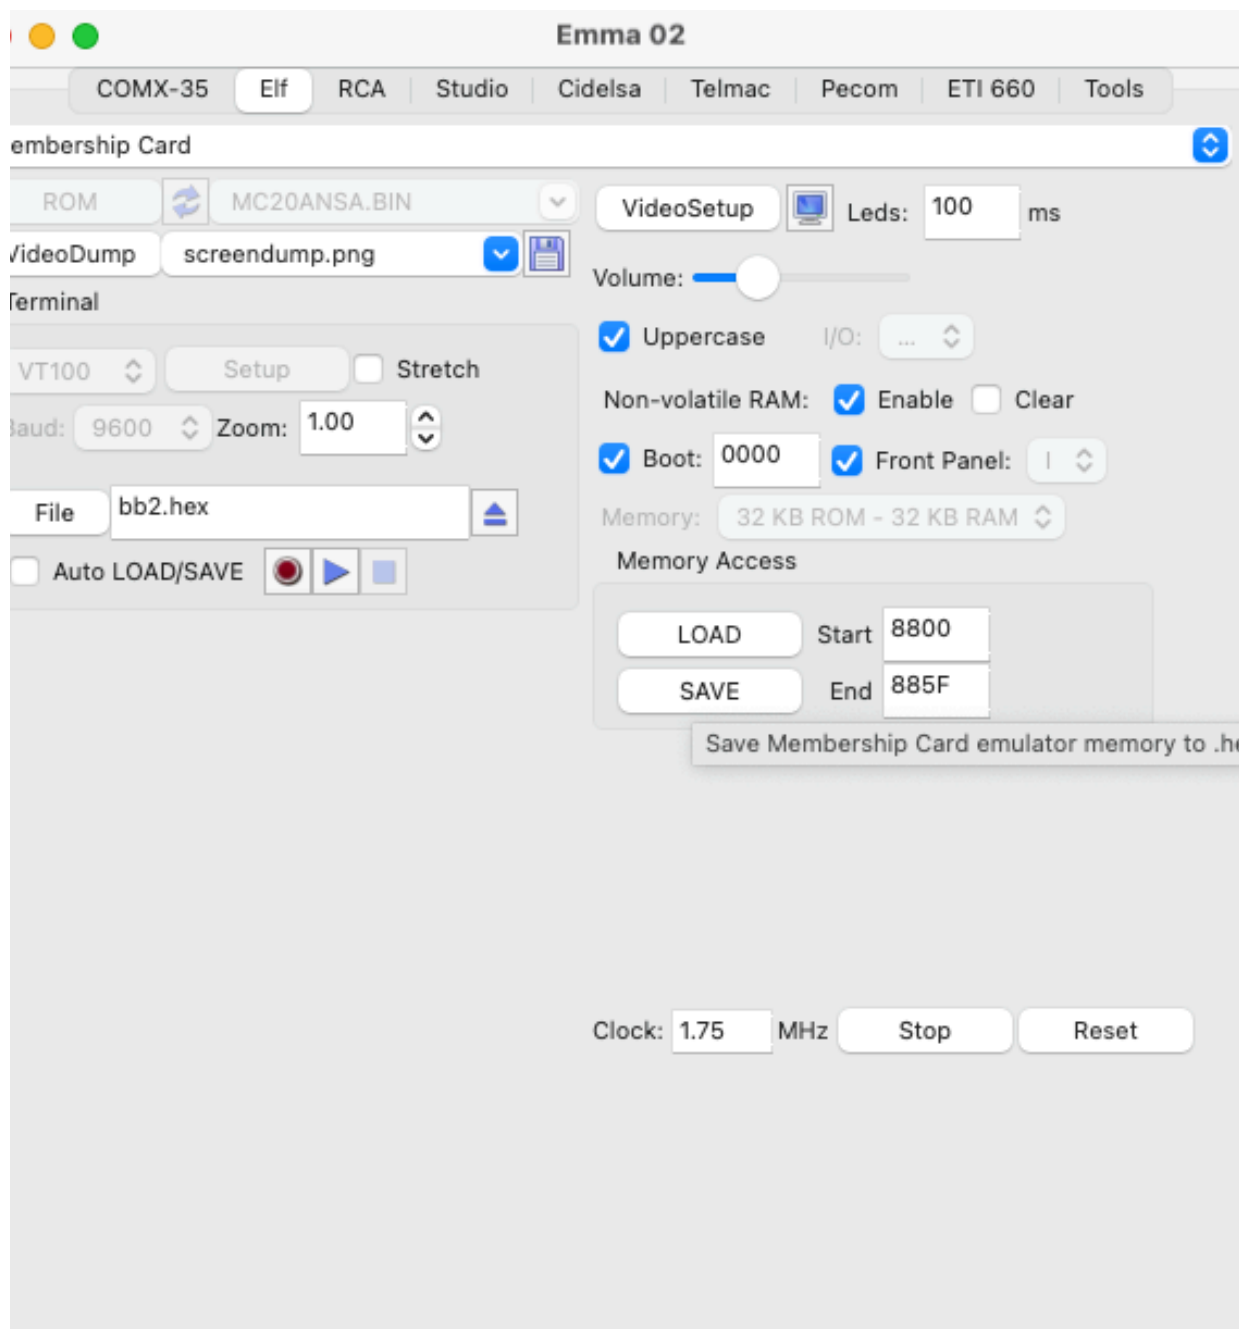 Emma 02
COMX-35 Elf RCA Studio Cidelsa Telmac Pecom ETI 660 Tools
embership Card
ROM MC20ANSA.BIN VideoSetup Leds: 100 ms
VideoDump screendump.png
Volume:
Terminal
Uppercase I/O: ...
VT100 Setup Stretch
Non-volatile RAM: Enable Clear
Baud: 9600 Zoom: 1.00
Boot: 0000 Front Panel: I
File bb2.hex
Memory: 32 KB ROM - 32 KB RAM
Memory Access
Auto LOAD/SAVE
LOAD Start 8800
SAVE End 885F
Save Membership Card emulator memory to .he
Clock: 1.75 MHz Stop Reset